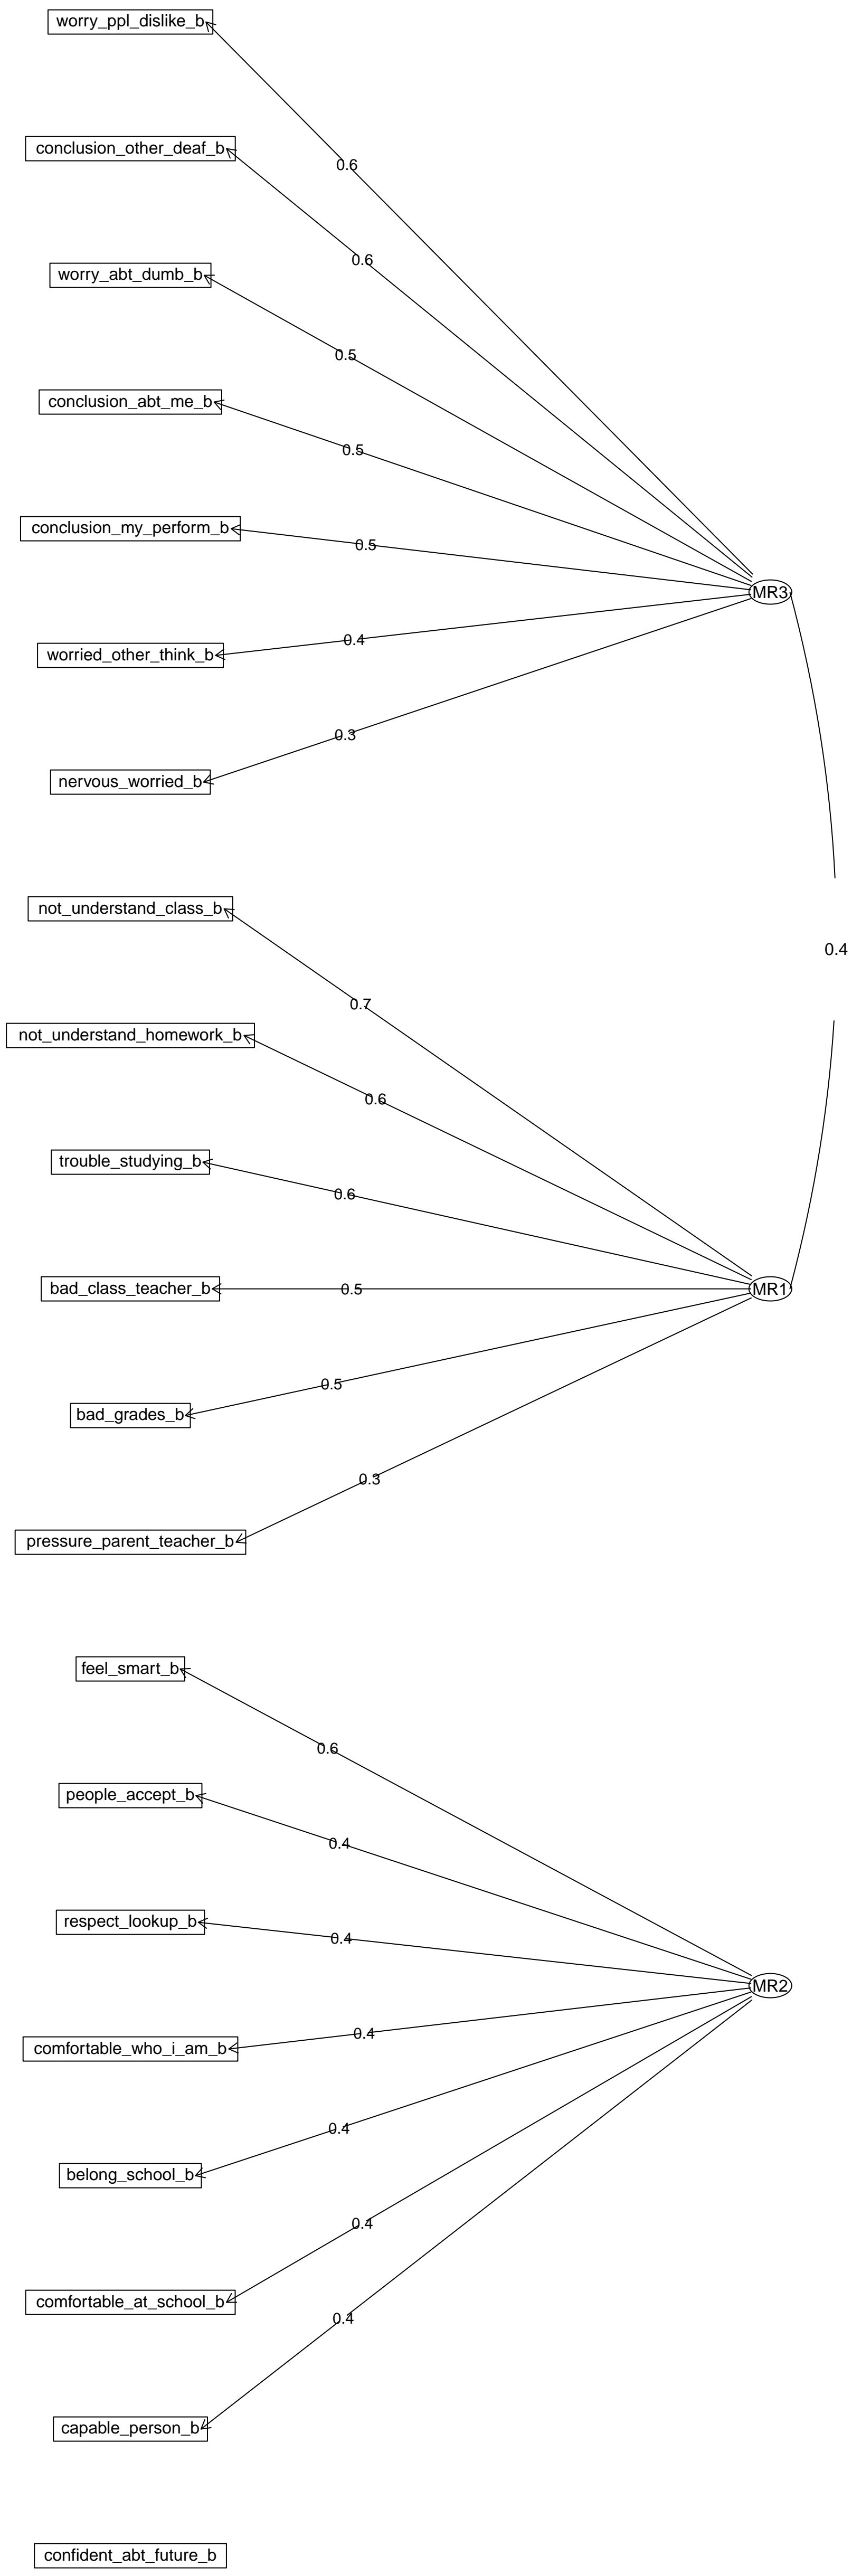 worry_ppl_dislike_b
0.6
conclusion_other_deaf_b
0.6
worry_abt_dumb_b
0.5
conclusion_abt_me_b
0.5
conclusion_my_perform_b
0.5
MR3
worried_other_think_b
0.4
0.3
nervous_worried_b
not_understand_class_b
0.4
0.7
not_understand_homework_b
0.6
trouble_studying_b
0.6
bad_class_teacher_b
0.5
MR1
0.5
bad_grades_b
0.3
pressure_parent_teacher_b
feel_smart_b
0.6
people_accept_b
0.4
respect_lookup_b
0.4
MR2
0.4
comfortable_who_i_am_b
0.4
belong_school_b
0.4
comfortable_at_school_b
0.4
capable_person_b
confident_abt_future_b